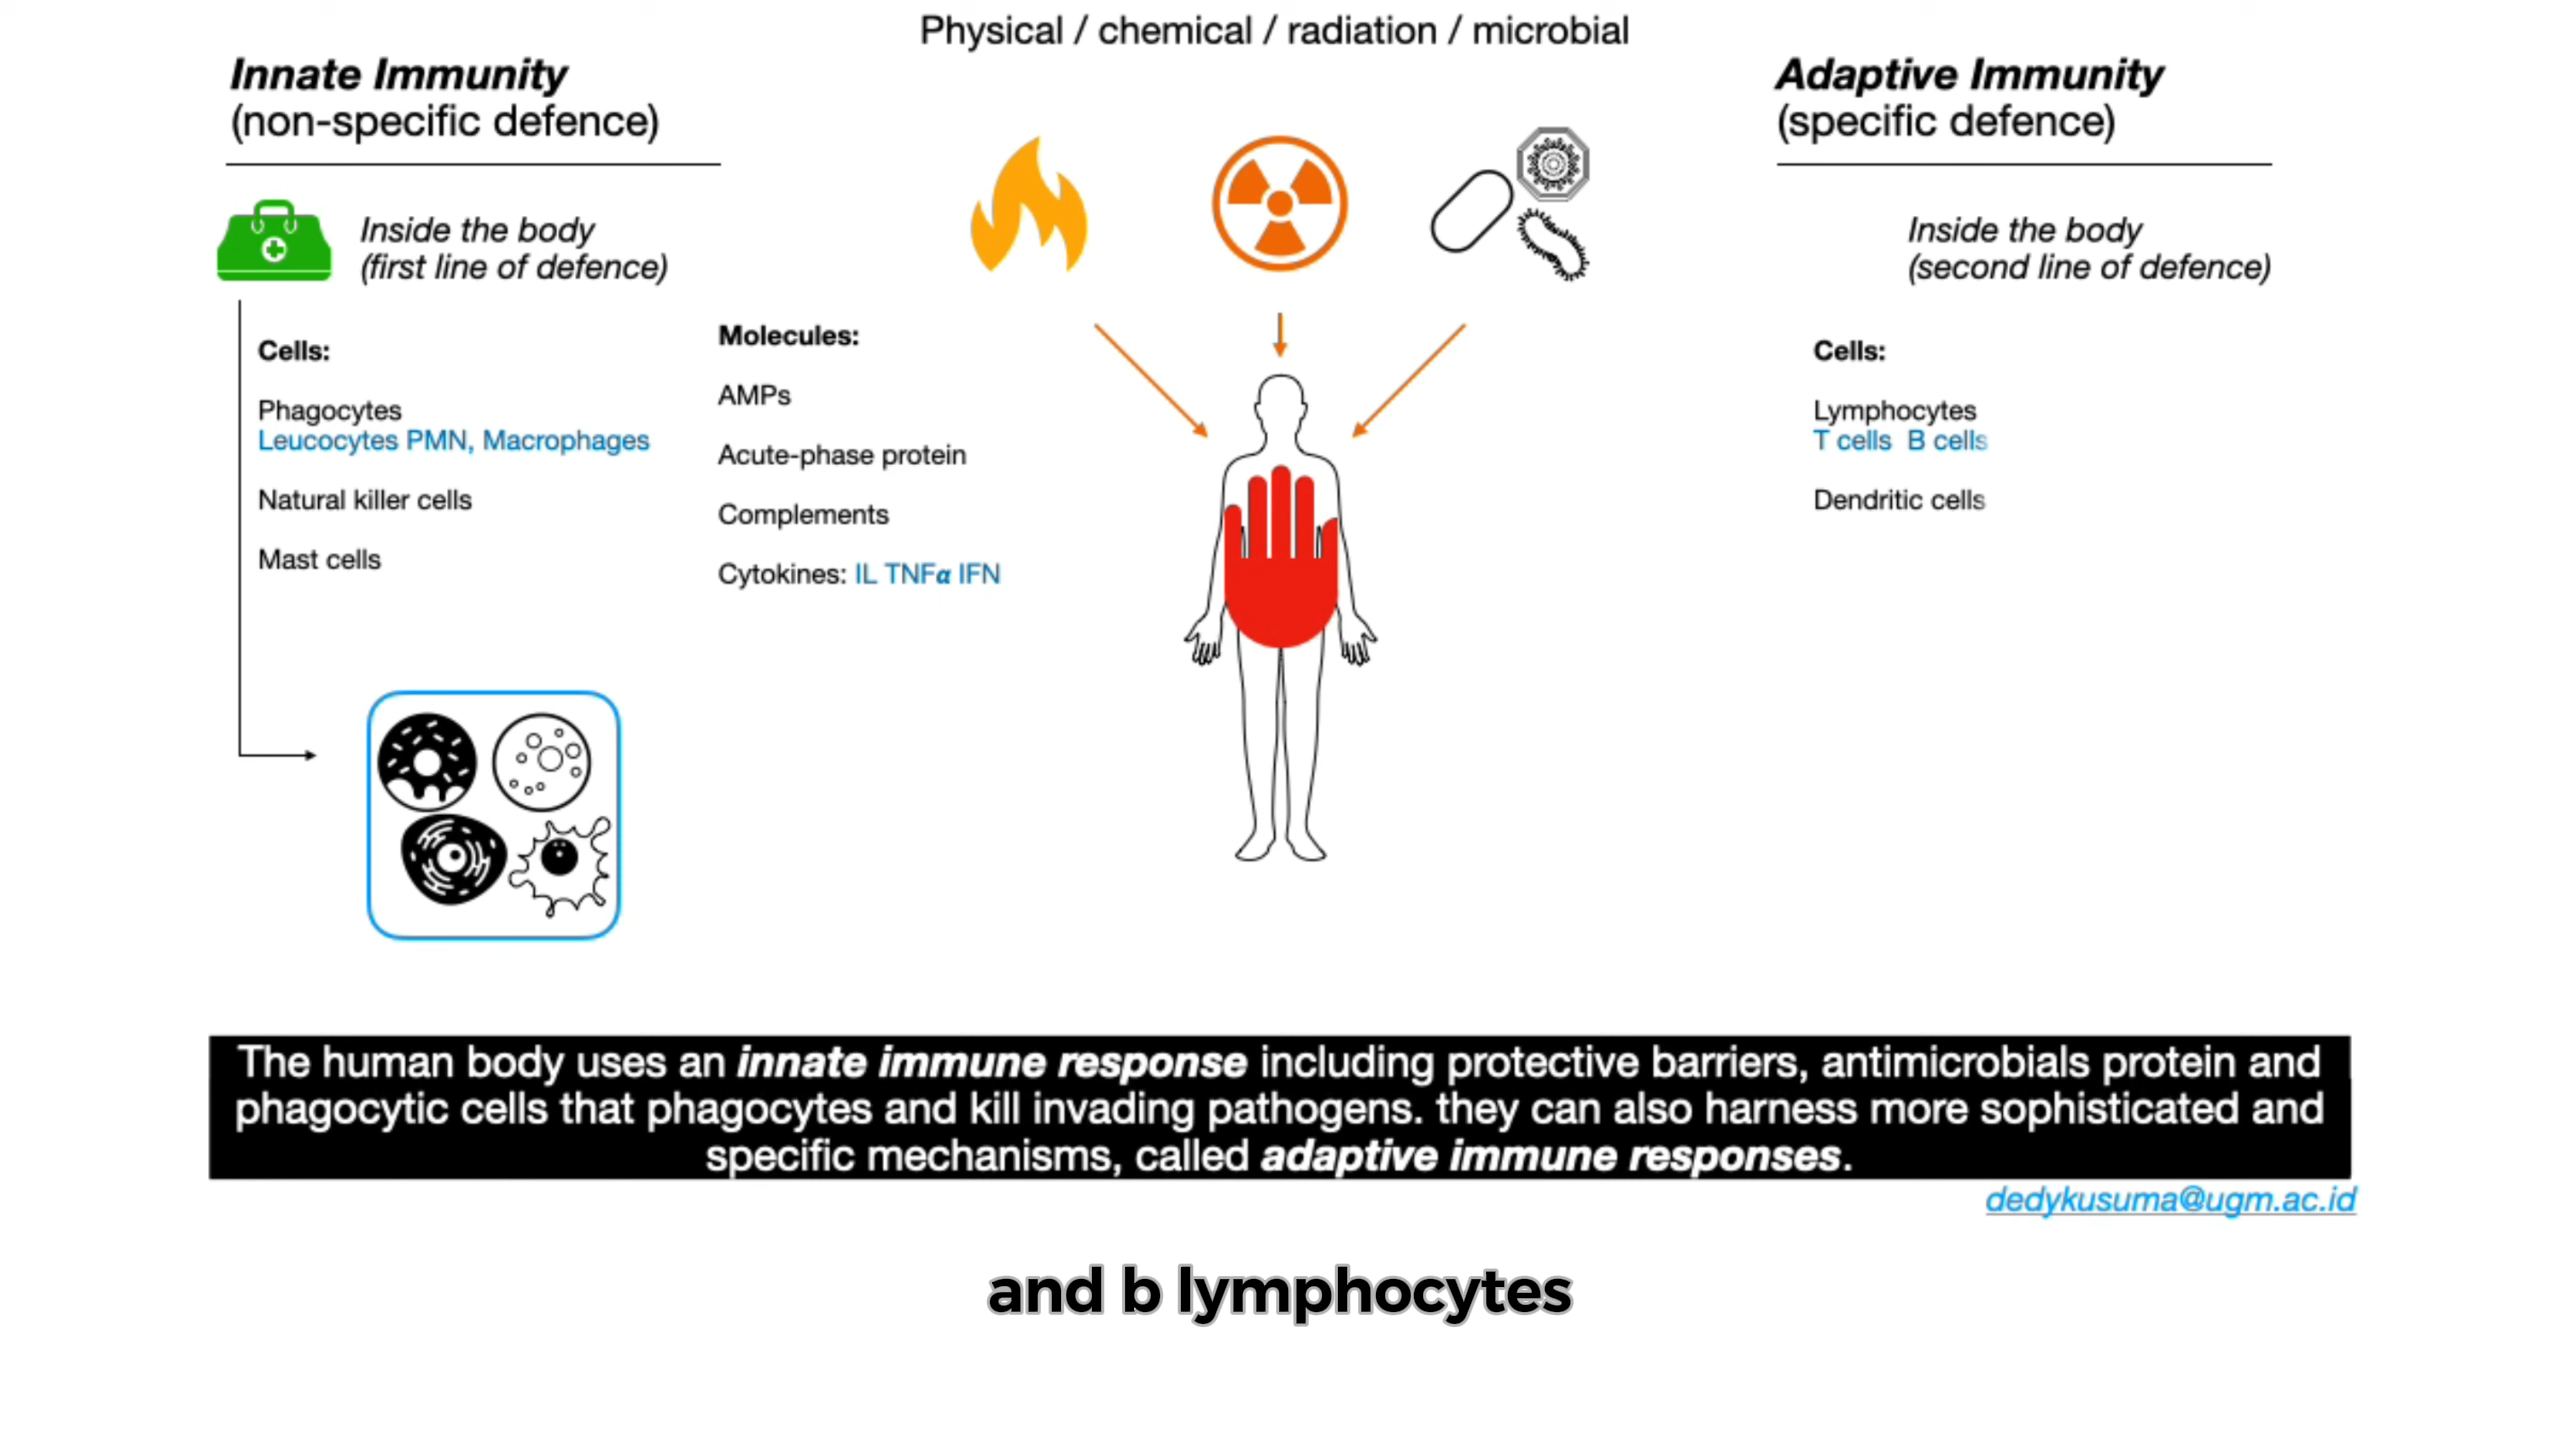 Physical / chemical / radiation / microbial
Innate Immunity
(non-specific defence)
Inside the body
(first line of defence)
Cells:
Phagocytes
Leucocytes PMN, Macrophages
Natural killer cells
Mast cells
Molecules:
AMPs
Acute-phase protein
Complements
Cytokines: IL TNFα IFN
Adaptive Immunity
(specific defence)
Inside the body
(second line of defence)
Cells:
Lymphocytes
T cells B cells
Dendritic cells
The human body uses an innate immune response including protective barriers, antimicrobials protein and
phagocytic cells that phagocytes and kill invading pathogens. they can also harness more sophisticated and
specific mechanisms, called adaptive immune responses.
dedykusuma@ugm.ac.id
and b lymphocytes